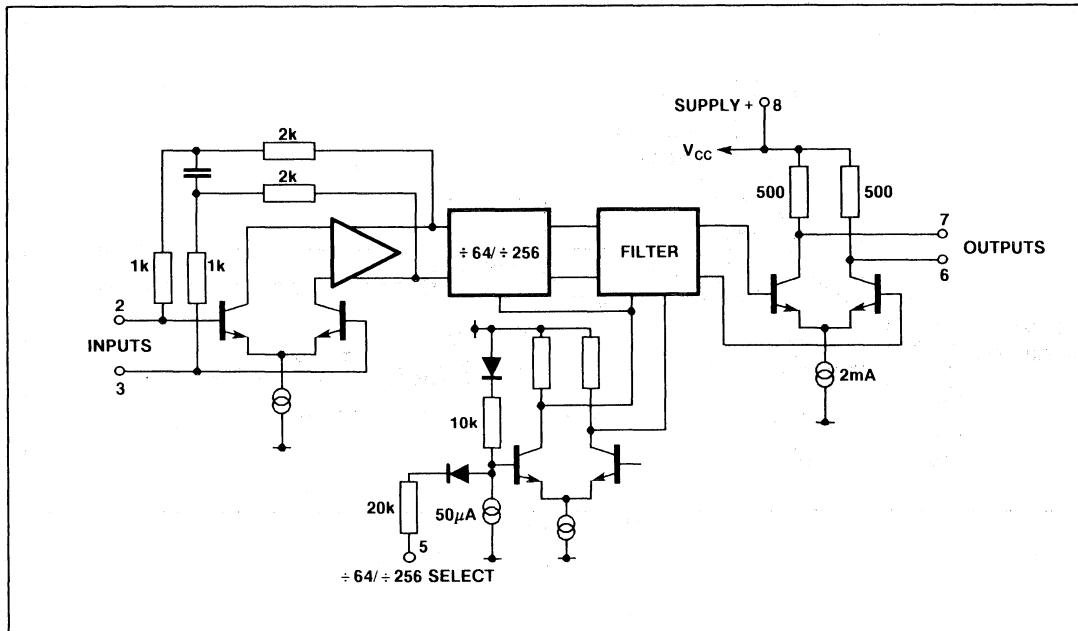 SUPPLY + 8
2k
VCC
2k
500
500
7
÷ 64/ ÷ 256
FILTER
OUTPUTS
1k
1k
6
2
INPUTS
3
2mA
10k
20k
50μA
5
÷ 64/ ÷ 256 SELECT